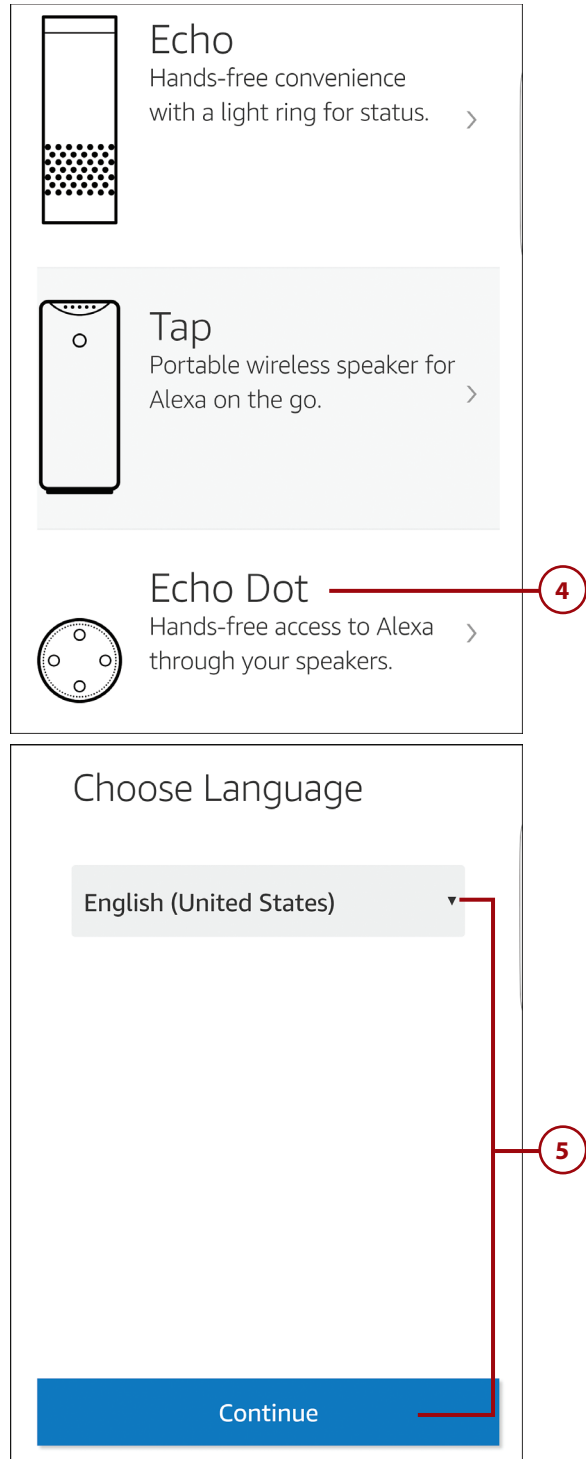 Echo
Hands-free convenience
with a light ring for status.
Tap
Portable wireless speaker for
Alexa on the go.
Echo Dot
4
Hands-free access to Alexa
through your speakers.
Choose Language
English (United States)
5
Continue